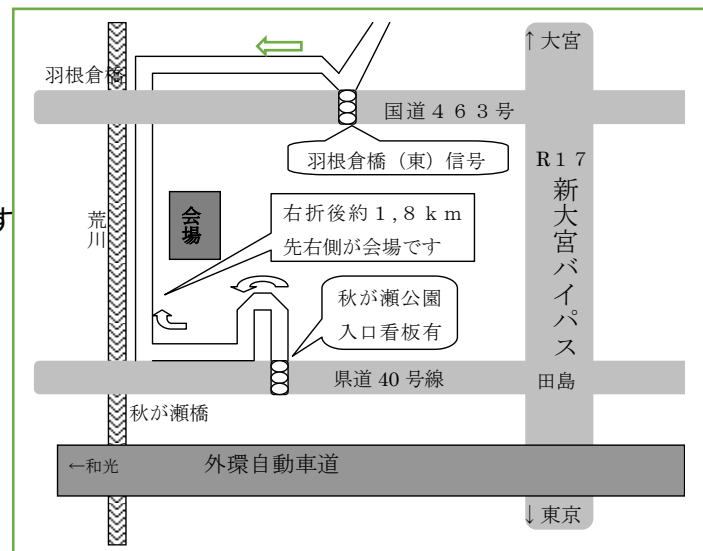 ↑大宮
羽根倉橋
国道４６３号
羽根倉橋（東）信号
R１７
新大宮バイパス
す
荒川
会場
右折後約１,８ｋｍ
先右側が会場です
秋が瀬公園
入口看板有
県道 40 号線
田島
秋が瀬橋
←和光
外環自動車道
↓東京